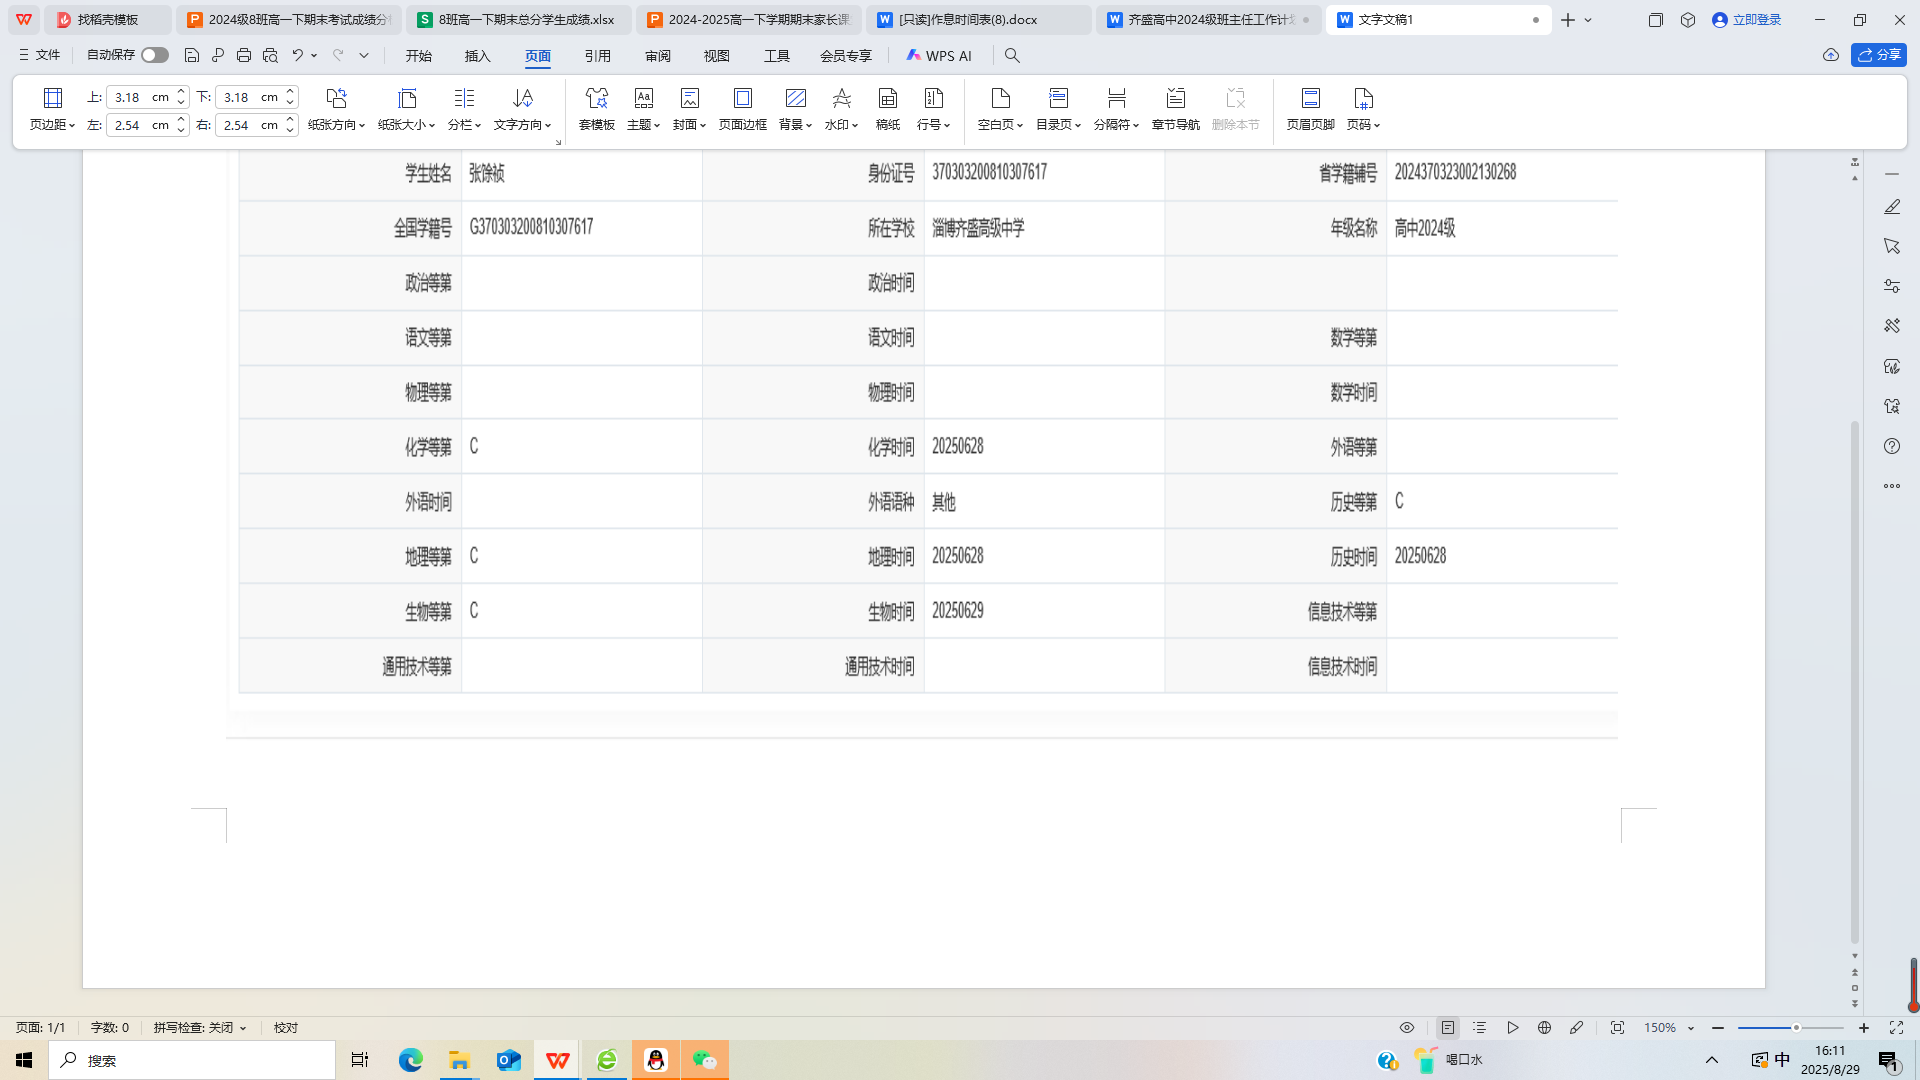 找稻壳模板 2024级8班高一下期末考试成绩分 8班高一下期末总分学生成绩.xlsx 2024-2025高一下学期期末家长课 [只读]作息时间表(8).docx 齐盛高中2024级班主任工作计划 文字文稿1 立即登录
文件 自动保存 开始 插入 页面 引用 审阅 视图 工具 会员专享 WPS AI 分享
上: 3.18 cm 下: 3.18 cm
左: 2.54 cm 右: 2.54 cm
页边距 纸张方向 纸张大小 分栏 文字方向 套模板 主题 封面 页面边框 背景 水印 稿纸 行号 空白页 目录页 分隔符 章节导航 删除本节 页眉页脚 页码
学生姓名 张馀祯 身份证号 370303200810307617 省学籍辅号 2024370323002130268
全国学籍号 G370303200810307617 所在学校 淄博齐盛高级中学 年级名称 高中2024级
政治等第 政治时间
语文等第 语文时间 数学等第
物理等第 物理时间 数学时间
化学等第 C 化学时间 20250628 外语等第
外语时间 外语语种 其他 历史等第 C
地理等第 C 地理时间 20250628 历史时间 20250628
生物等第 C 生物时间 20250629 信息技术等第
通用技术等第 通用技术时间 信息技术时间
页面: 1/1 字数: 0 拼写检查: 关闭 校对 150%
搜索 喝口水 中 16:11
2025/8/29 1